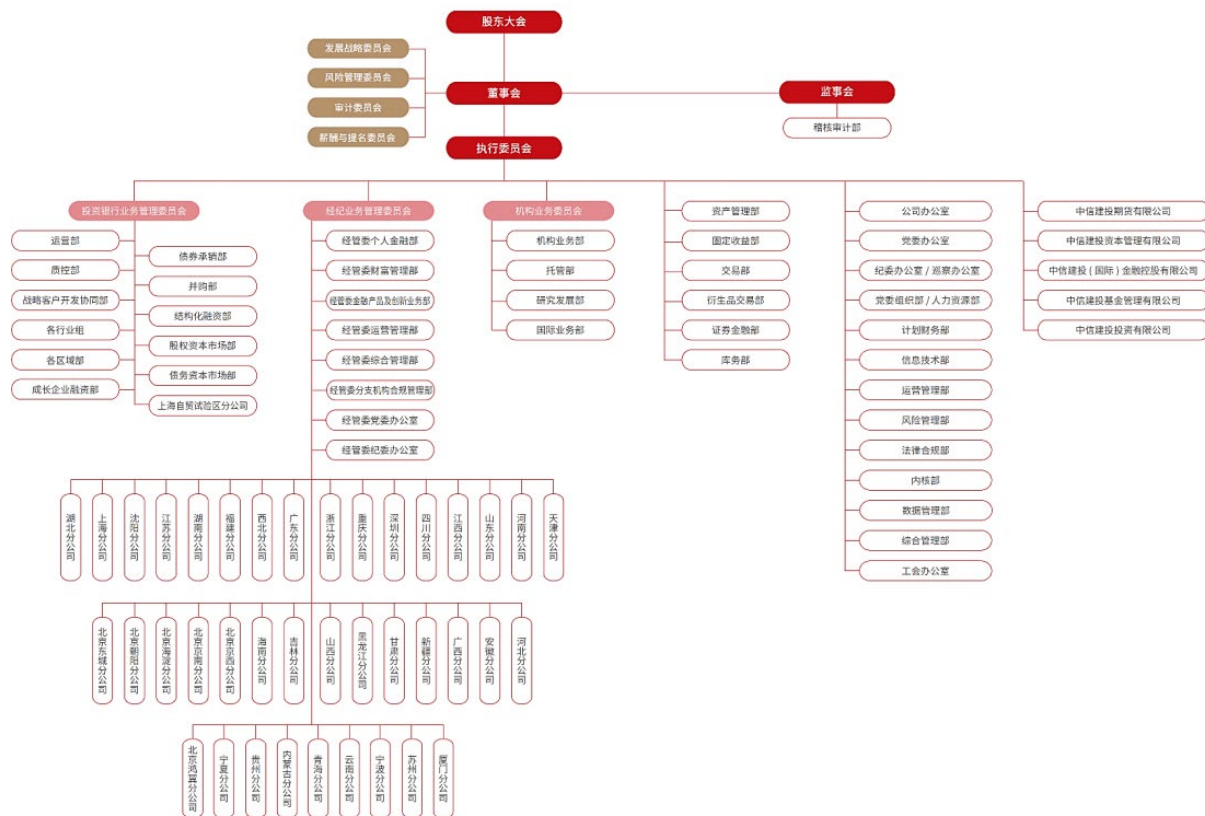 股东大会
发展战略委员会
风险管理委员会
审计委员会
薪酬与提名委员会
董事会
监事会
稽核审计部
执行委员会
投资银行业务管理委员会
运营部
质控部
战略客户开发协同部
各行业组
各区域部
成长企业融资部
债券承销部
并购部
结构化融资部
股权资本市场部
债务资本市场部
上海自贸试验区分公司
经纪业务管理委员会
经管委个人金融部
经管委财富管理部
经管委金融产品及创新业务部
经管委运营管理部
经管委综合管理部
经管委分支机构合规管理部
经管委党委办公室
经管委纪委办公室
机构业务委员会
机构业务部
托管部
研究发展部
国际业务部
资产管理部
固定收益部
交易部
衍生品交易部
证券金融部
库务部
公司办公室
党委办公室
纪委办公室 / 巡察办公室
党委组织部 / 人力资源部
计划财务部
信息技术部
运营管理部
风险管理部
法律合规部
内核部
数据管理部
综合管理部
工会办公室
中信建投期货有限公司
中信建投资本管理有限公司
中信建投 ( 国际 ) 金融控股有限公司
中信建投基金管理有限公司
中信建投投资有限公司
湖北分公司
上海分公司
沈阳分公司
江苏分公司
湖南分公司
福建分公司
西北分公司
广东分公司
浙江分公司
重庆分公司
深圳分公司
四川分公司
江西分公司
山东分公司
河南分公司
天津分公司
北京东城分公司
北京朝阳分公司
北京海淀分公司
北京京南分公司
北京京西分公司
海南分公司
吉林分公司
山西分公司
黑龙江分公司
甘肃分公司
新疆分公司
广西分公司
安徽分公司
河北分公司
北京鸿翼分公司
宁夏分公司
贵州分公司
内蒙古分公司
青海分公司
云南分公司
宁波分公司
苏州分公司
厦门分公司